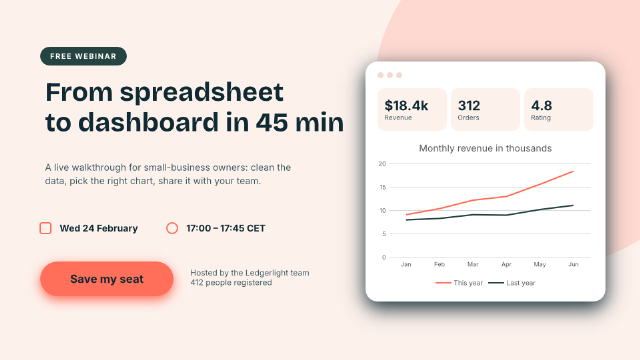 FREE WEBINAR
From spreadsheet
to dashboard in 45 min
A live walkthrough for small-business owners: clean the
data, pick the right chart, share it with your team.
Wed 24 February
17:00 – 17:45 CET
Save my seat
Hosted by the Ledgerlight team
412 people registered
$18.4k
Revenue
312
Orders
4.8
Rating
Monthly revenue in thousands
20
15
10
5
0
Jan Feb Mar Apr May Jun
This year Last year